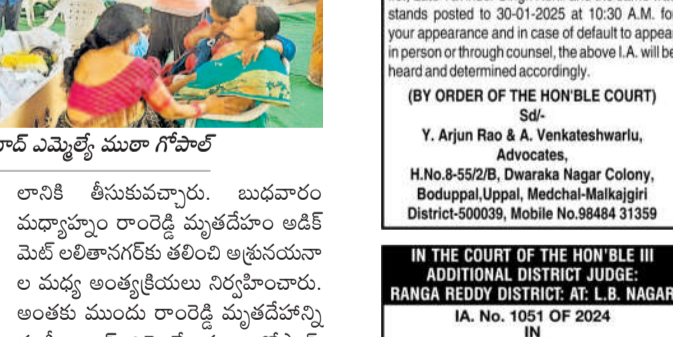 stands posted to 30-01-2025 at 10:30 A.M. for
your appearance and in case of default to appear
in person or through counsel, the above I.A. will be
heard and determined accordingly.
(BY ORDER OF THE HON'BLE COURT)
Sd/-
Y. Arjun Rao & A. Venkateshwarlu,
Advocates,
H.No.8-55/2/B, Dwaraka Nagar Colony,
Boduppal,Uppal, Medchal-Malkajgiri
District-500039, Mobile No.98484 31359
IN THE COURT OF THE HON'BLE III
ADDITIONAL DISTRICT JUDGE:
RANGA REDDY DISTRICT: AT: L.B. NAGAR
IA. No. 1051 OF 2024
IN
ఎమ్మెల్యే ముఠా గోపాల్
లానికి తీసుకువచ్చారు. బుధవారం
మధ్యాహ్నం రాంరెడ్డి మృతదేహం అడిక్
మెట్ లలితానగర్‌కు తలించి అశ్రునయనా
ల మధ్య అంత్యక్రియలు నిర్వహించారు.
అంతకు ముందు రాంరెడ్డి మృతదేహాన్ని